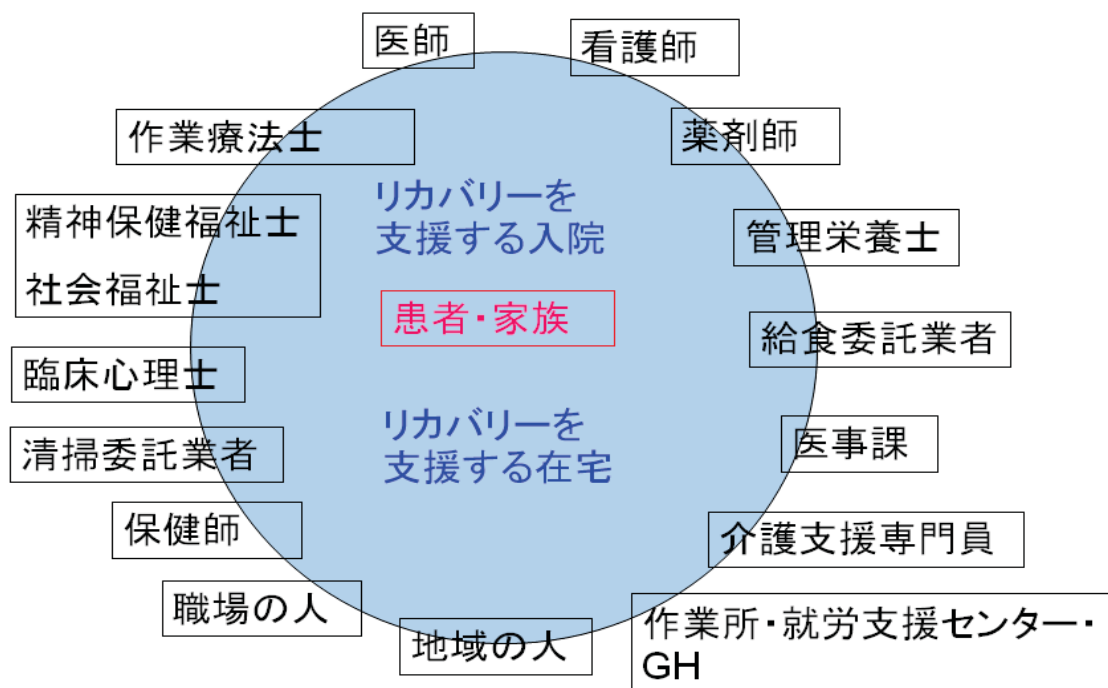 医師
看護師
作業療法士
薬剤師
リカバリーを
支援する入院
精神保健福祉士
社会福祉士
管理栄養士
患者・家族
給食委託業者
臨床心理士
リカバリーを
支援する在宅
清掃委託業者
医事課
保健師
介護支援専門員
職場の人
地域の人
作業所・就労支援センター・
GH